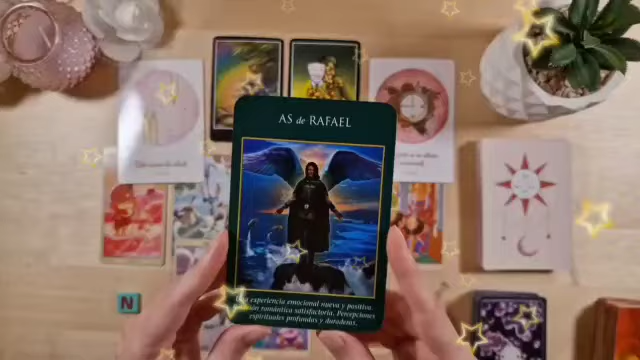 AS de RAFAEL
Una experiencia emocional nueva y positiva.
romántica satisfactoria. Percepciones
espirituales profundas y duraderas.
N